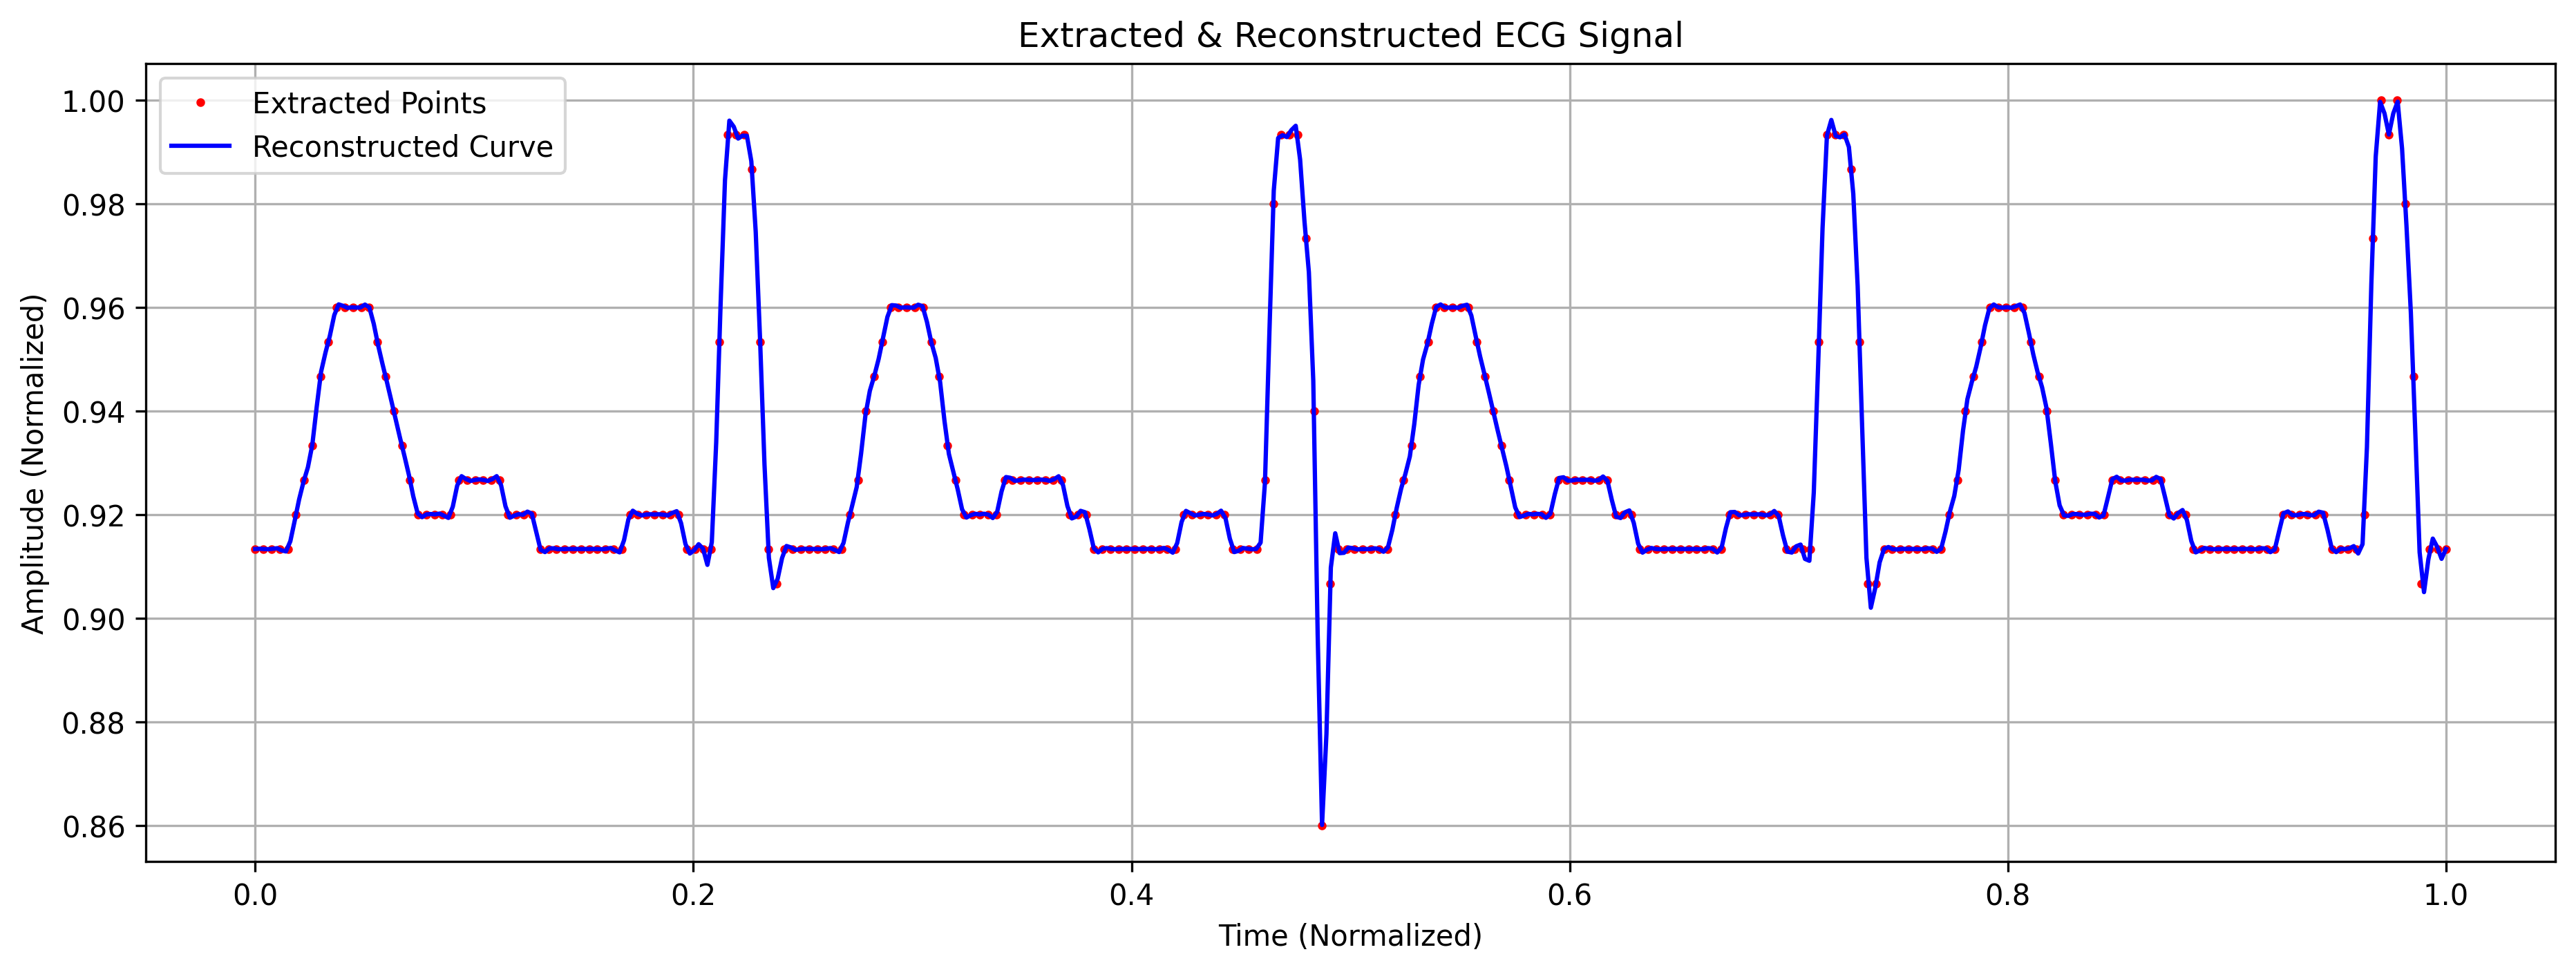 Extracted & Reconstructed ECG Signal
Extracted Points
Reconstructed Curve
Amplitude (Normalized)
1.00
0.98
0.96
0.94
0.92
0.90
0.88
0.86
0.0 0.2 0.4 0.6 0.8 1.0
Time (Normalized)